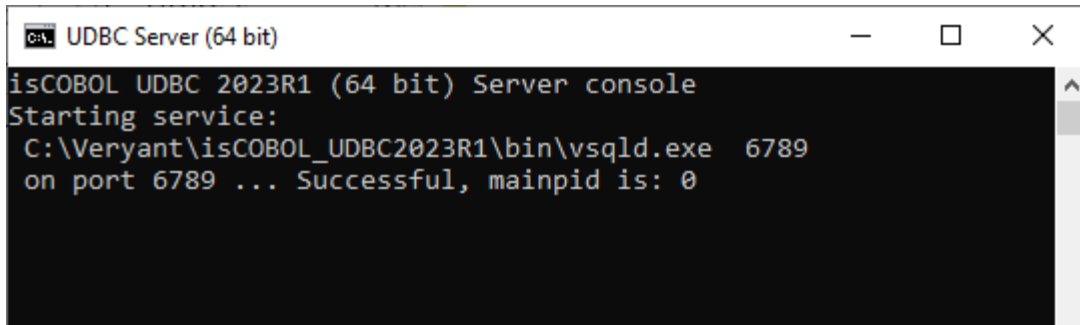 UDBC Server (64 bit)
isCOBOL UDBC 2023R1 (64 bit) Server console
Starting service:
C:\Veryant\isCOBOL_UDBC2023R1\bin\vsqld.exe  6789
on port 6789 ... Successful, mainpid is: 0